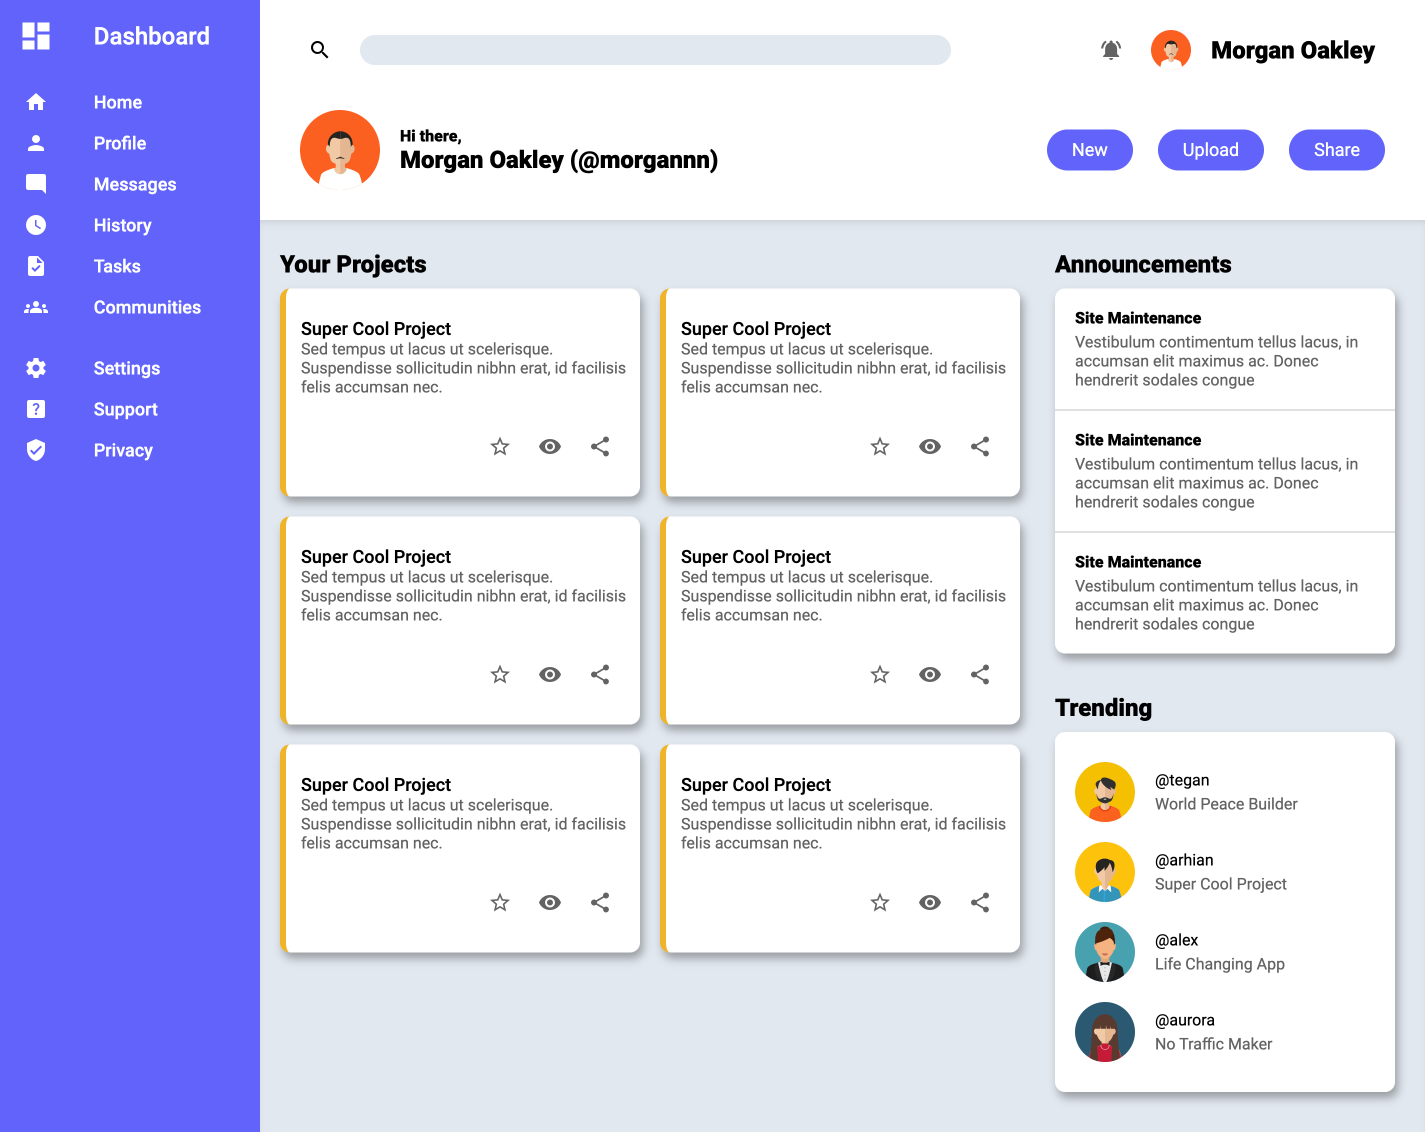 Dashboard
Home
Profile
Messages
History
Tasks
Communities
Settings
Support
Privacy
Morgan Oakley
Hi there,
Morgan Oakley (@morgannn)
New
Upload
Share
Your Projects
Super Cool Project
Sed tempus ut lacus ut scelerisque.
Suspendisse sollicitudin nibhn erat, id facilisis
felis accumsan nec.
Super Cool Project
Sed tempus ut lacus ut scelerisque.
Suspendisse sollicitudin nibhn erat, id facilisis
felis accumsan nec.
Super Cool Project
Sed tempus ut lacus ut scelerisque.
Suspendisse sollicitudin nibhn erat, id facilisis
felis accumsan nec.
Super Cool Project
Sed tempus ut lacus ut scelerisque.
Suspendisse sollicitudin nibhn erat, id facilisis
felis accumsan nec.
Super Cool Project
Sed tempus ut lacus ut scelerisque.
Suspendisse sollicitudin nibhn erat, id facilisis
felis accumsan nec.
Super Cool Project
Sed tempus ut lacus ut scelerisque.
Suspendisse sollicitudin nibhn erat, id facilisis
felis accumsan nec.
Announcements
Site Maintenance
Vestibulum contimentum tellus lacus, in
accumsan elit maximus ac. Donec
hendrerit sodales congue
Site Maintenance
Vestibulum contimentum tellus lacus, in
accumsan elit maximus ac. Donec
hendrerit sodales congue
Site Maintenance
Vestibulum contimentum tellus lacus, in
accumsan elit maximus ac. Donec
hendrerit sodales congue
Trending
@tegan
World Peace Builder
@arhian
Super Cool Project
@alex
Life Changing App
@aurora
No Traffic Maker